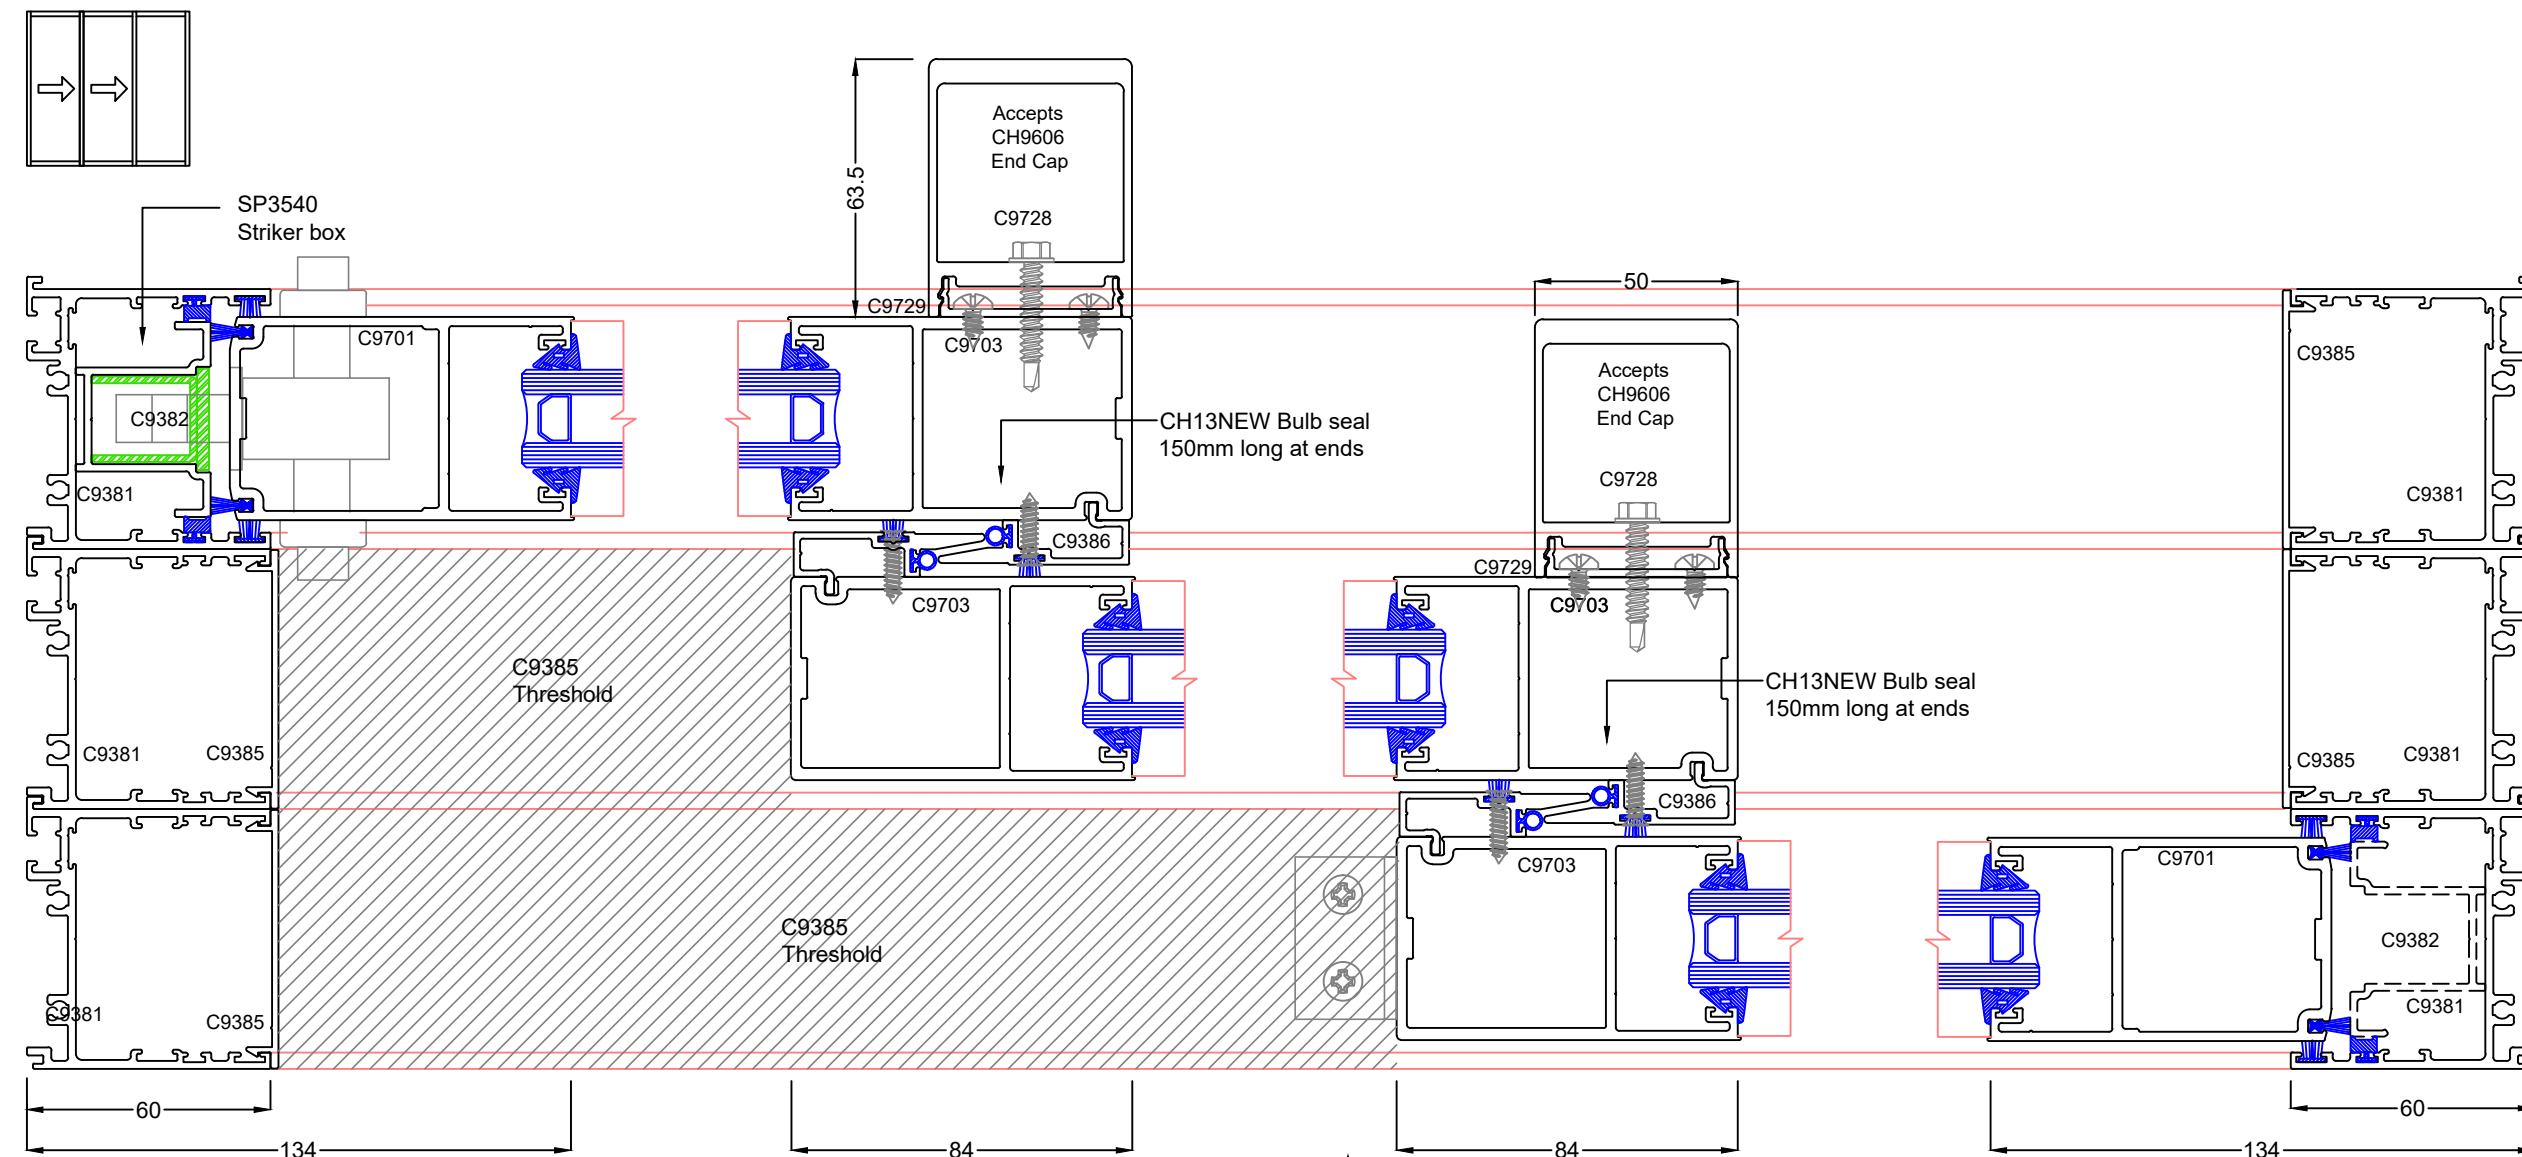 Accepts
CH9606
End Cap
63.5
C9728
SP3540
Striker box
50
C9729
C9701
C9703
C9385
Accepts
CH9606
End Cap
C9382
CH13NEW Bulb seal
150mm long at ends
C9381
C9728
C9381
C9386
C9729
C9703
C9703
C9385
Threshold
CH13NEW Bulb seal
150mm long at ends
C9381
C9385
C9385
C9381
C9386
C9703
C9701
C9385
Threshold
C9382
C9381
C9385
C9381
60
60
134
84
84
134